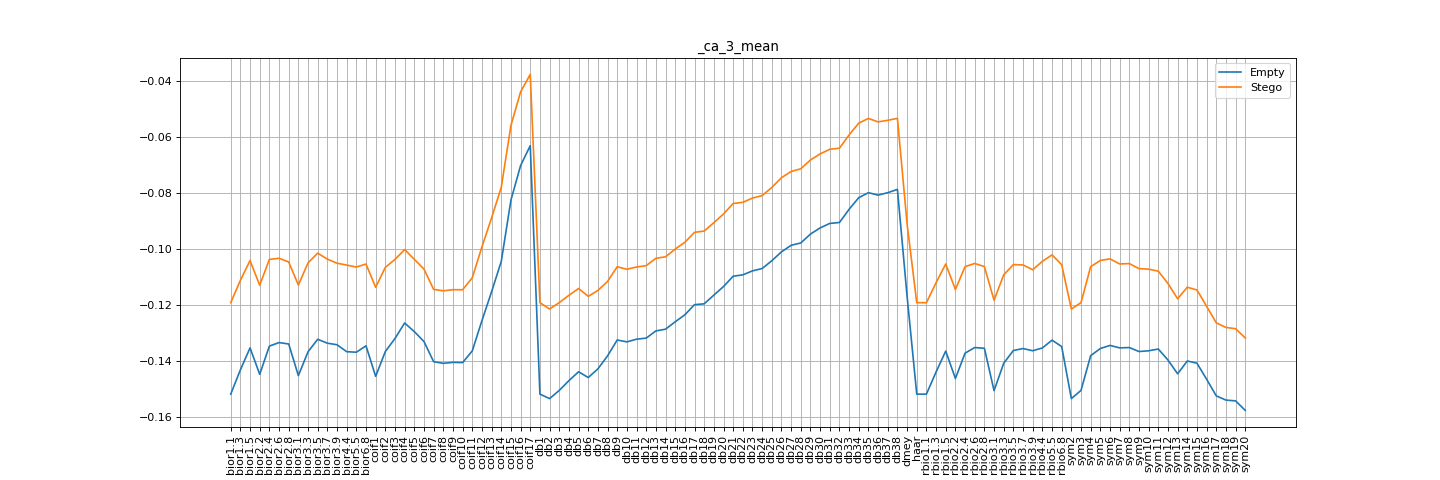 _ca_3_mean
Empty
Stego
−0.04
−0.06
−0.08
−0.10
−0.12
−0.14
−0.16
bior1.1
bior1.3
bior1.5
bior2.2
bior2.4
bior2.6
bior2.8
bior3.1
bior3.3
bior3.5
bior3.7
bior3.9
bior4.4
bior5.5
bior6.8
coif1
coif2
coif3
coif4
coif5
coif6
coif7
coif8
coif9
coif10
coif11
coif12
coif13
coif14
coif15
coif16
coif17
db1
db2
db3
db4
db5
db6
db7
db8
db9
db10
db11
db12
db13
db14
db15
db16
db17
db18
db19
db20
db21
db22
db23
db24
db25
db26
db27
db28
db29
db30
db31
db32
db33
db34
db35
db36
db37
db38
dmey
haar
rbio1.1
rbio1.3
rbio1.5
rbio2.2
rbio2.4
rbio2.6
rbio2.8
rbio3.1
rbio3.3
rbio3.5
rbio3.7
rbio3.9
rbio4.4
rbio5.5
rbio6.8
sym2
sym3
sym4
sym5
sym6
sym7
sym8
sym9
sym10
sym11
sym12
sym13
sym14
sym15
sym16
sym17
sym18
sym19
sym20